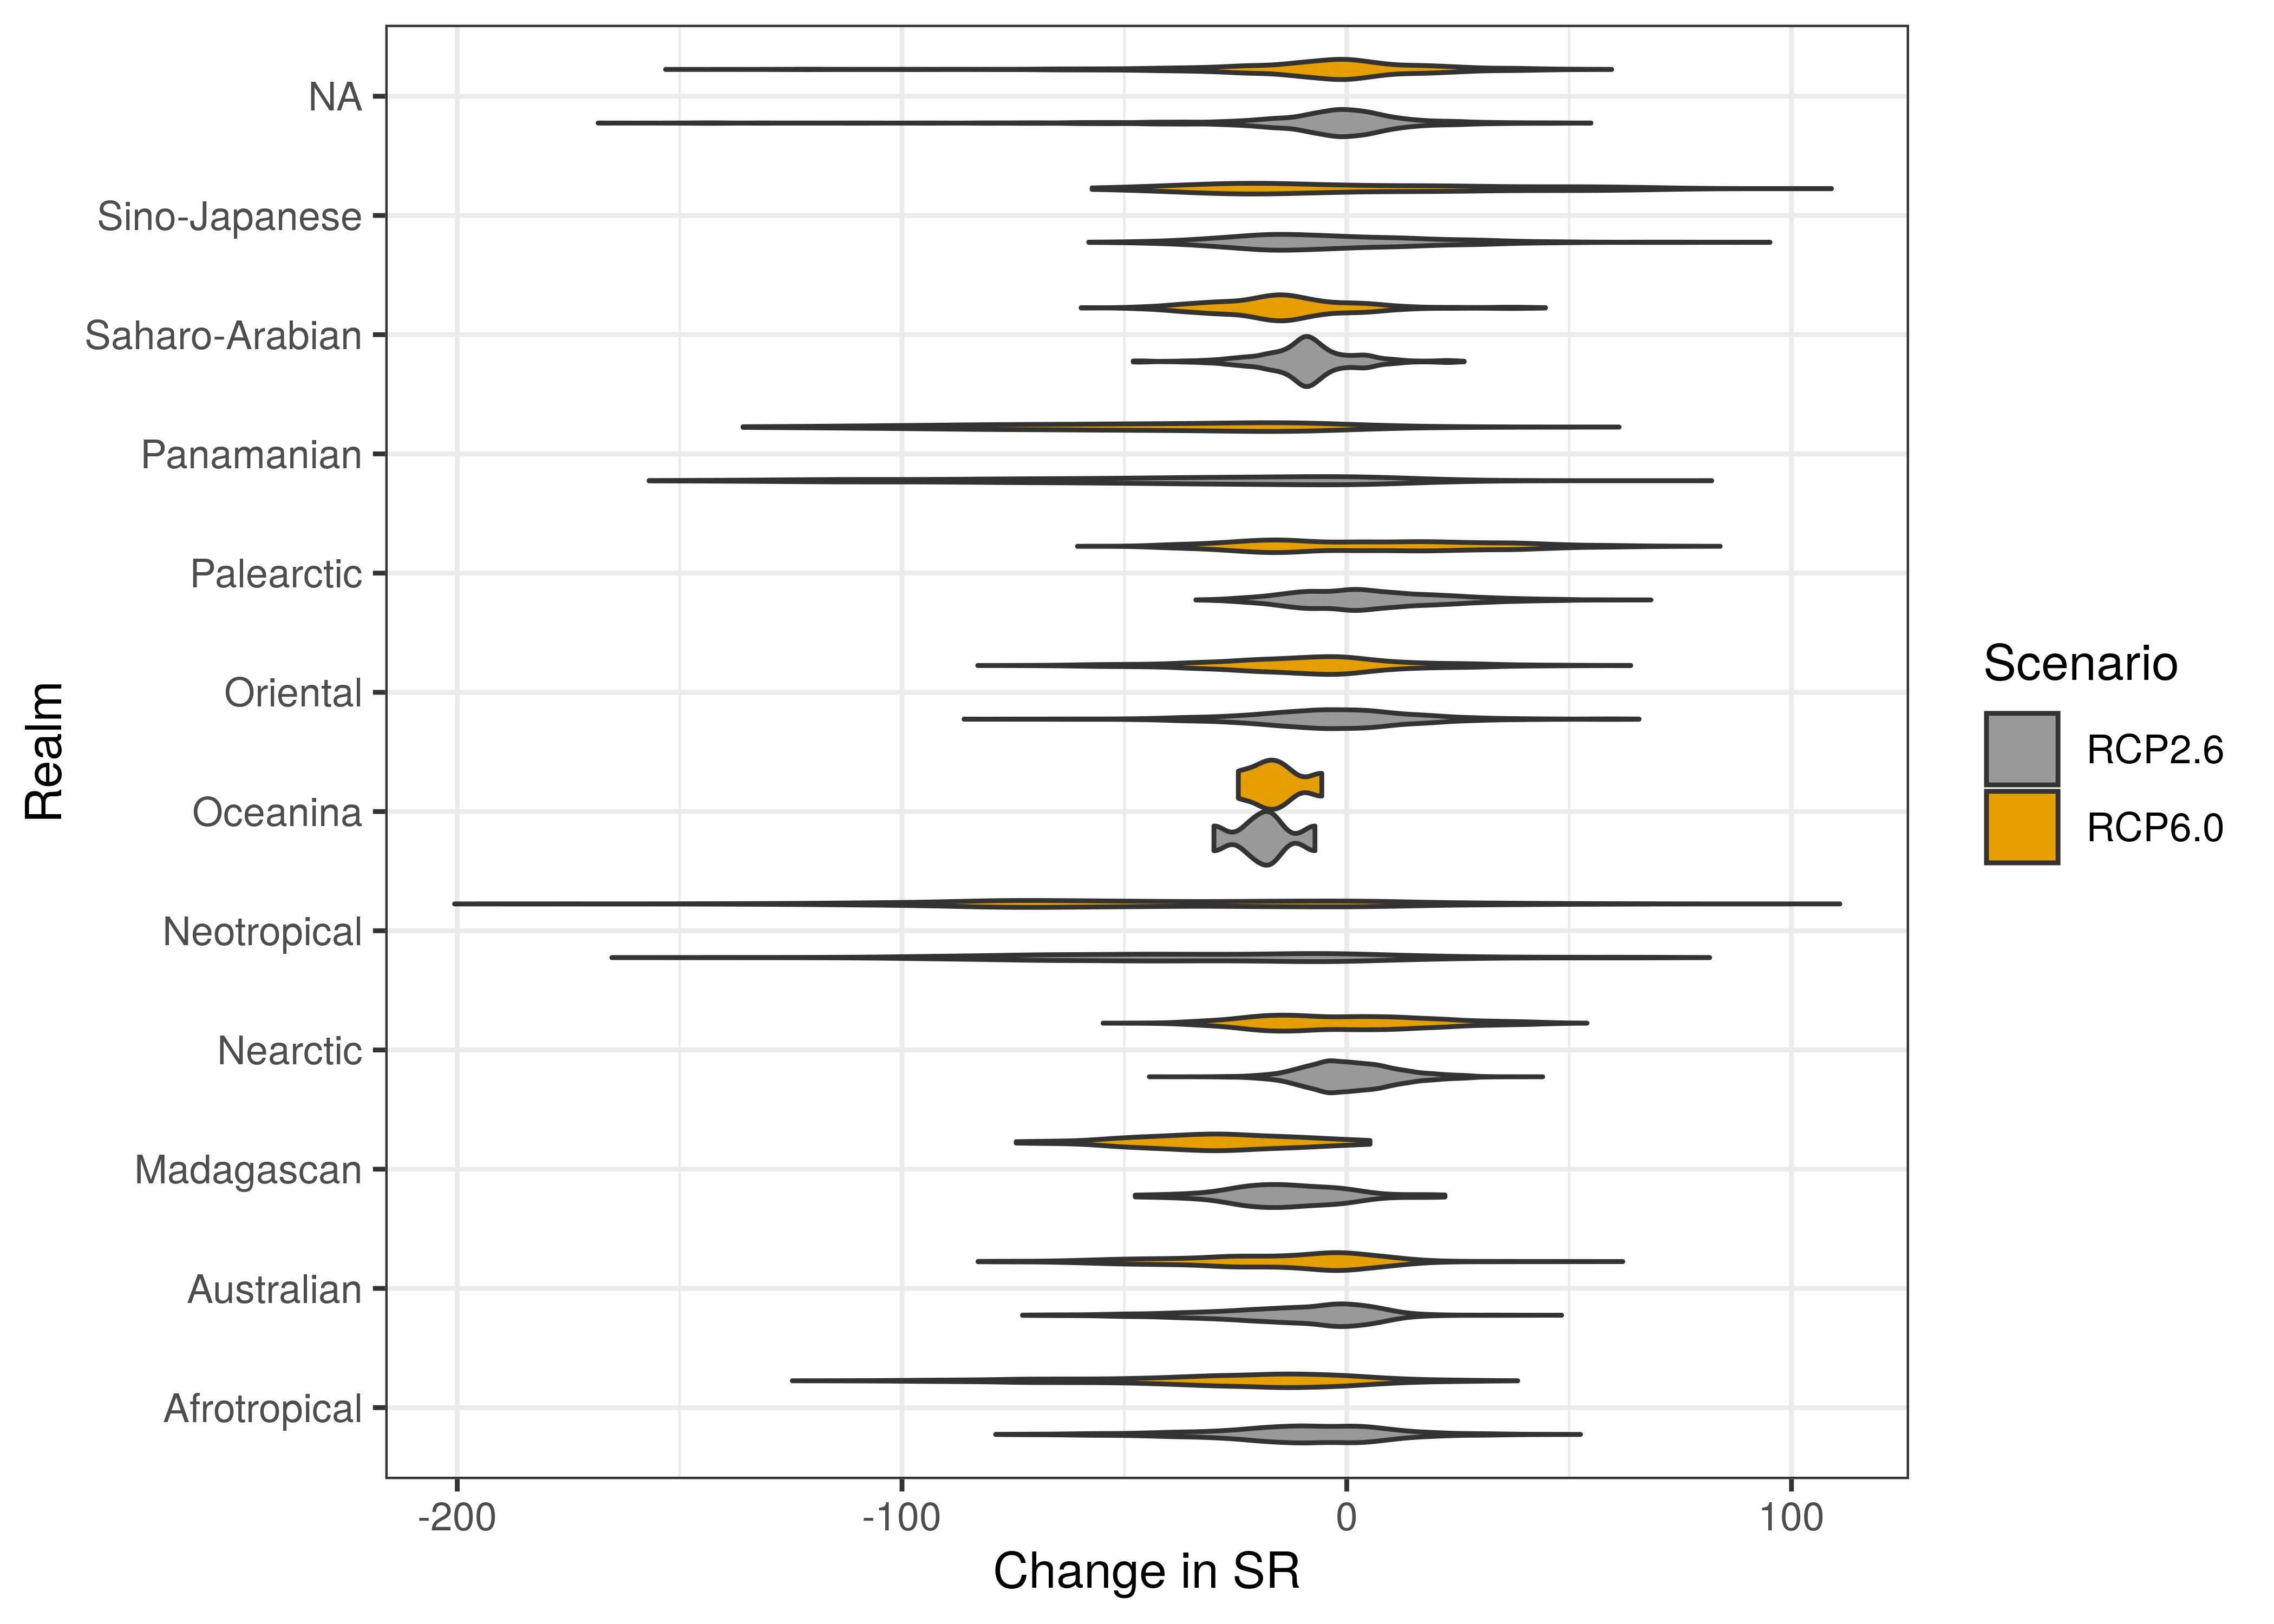 NA
Sino-Japanese
Saharo-Arabian
Panamanian
Palearctic
Oriental
Oceanina
Neotropical
Nearctic
Madagascan
Australian
Afrotropical
Realm
-200
-100
0
100
Change in SR
Scenario
RCP2.6
RCP6.0